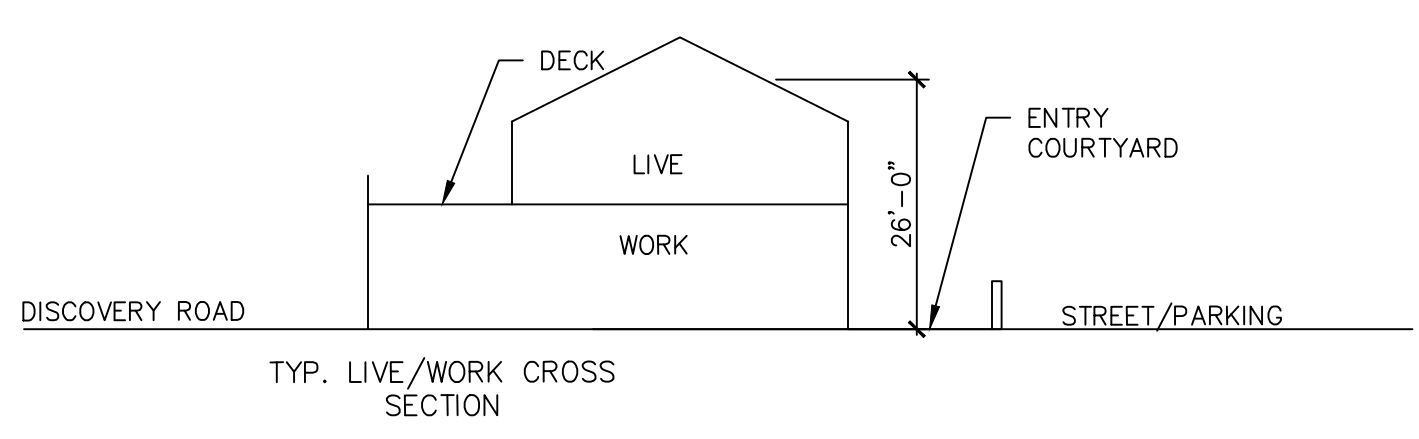 DECK
ENTRY
COURTYARD
LIVE
26'-0"
WORK
DISCOVERY ROAD
STREET/PARKING
TYP. LIVE/WORK CROSS
SECTION